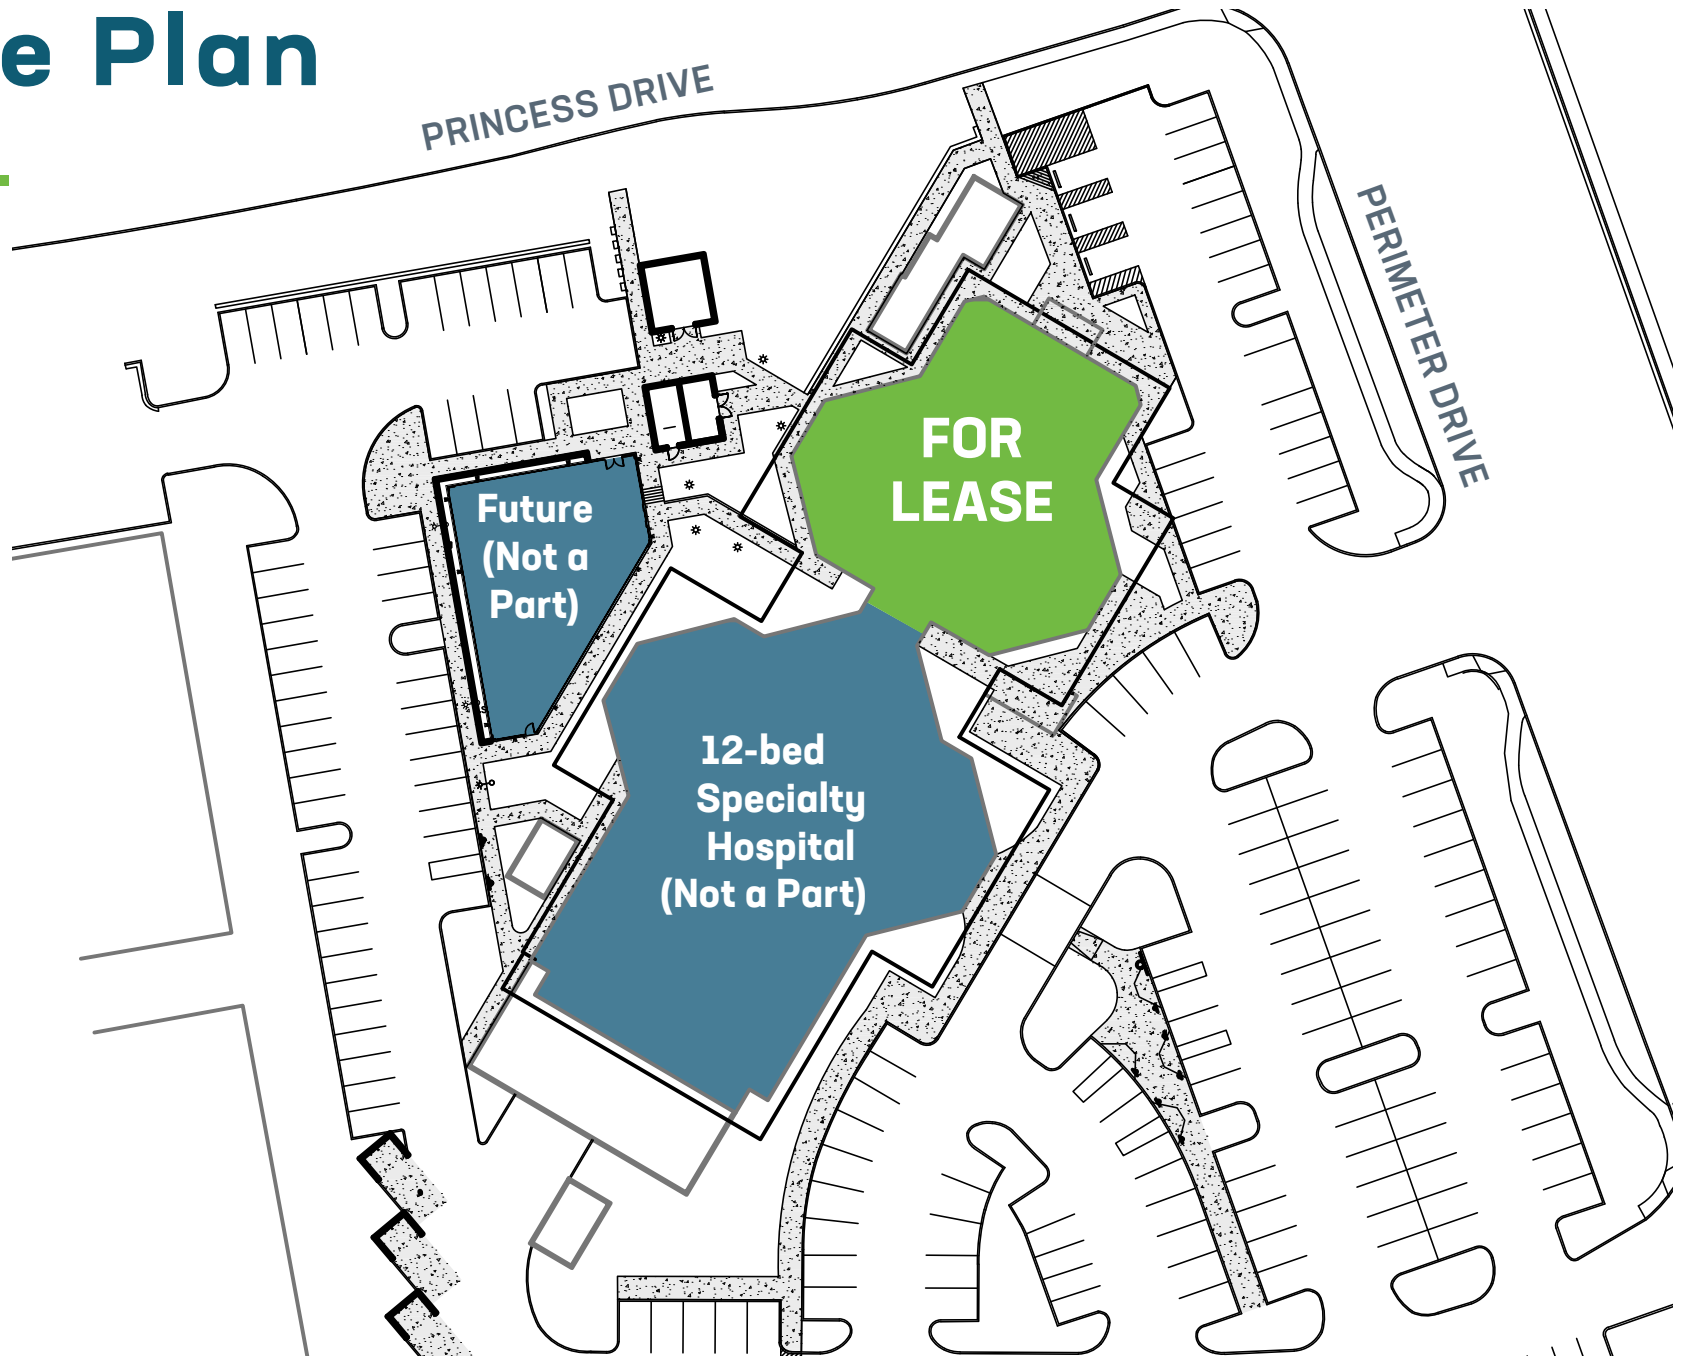 e Plan
PRINCESS DRIVE
PERIMETER DRIVE
FOR
LEASE
Future
(Not a
Part)
12-bed
Specialty
Hospital
(Not a Part)